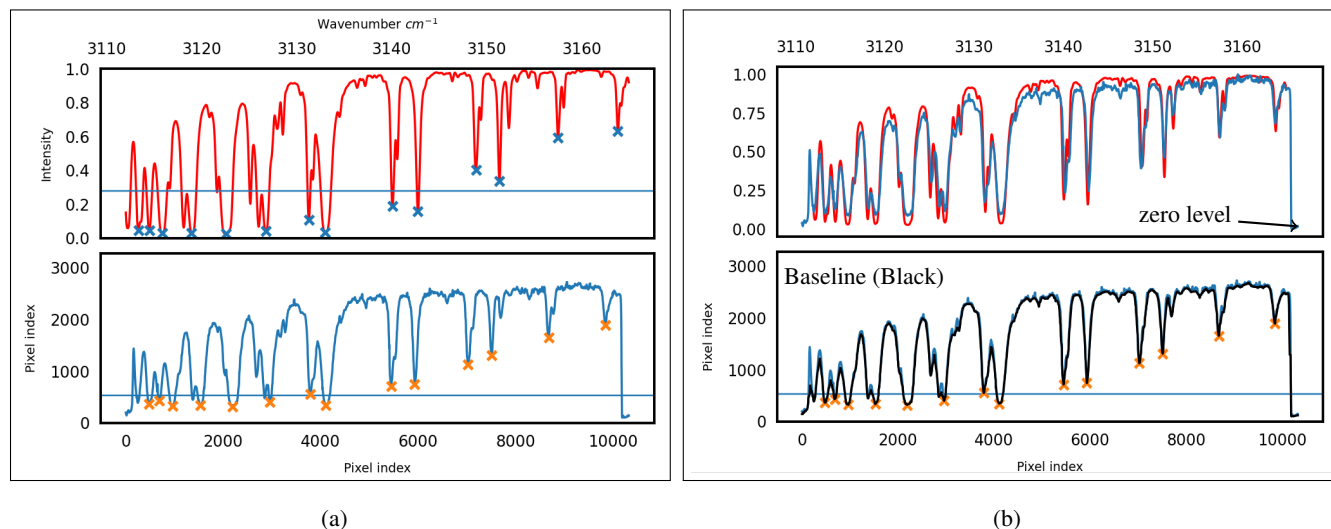 Wavenumber cm⁻¹
3110 3120 3130 3140 3150 3160
1.0
0.8
0.6
0.4
0.2
0.0
Intensity
3000
2000
1000
0
Pixel index
0 2000 4000 6000 8000 10000
Pixel index
(a)
3110 3120 3130 3140 3150 3160
1.00
0.75
0.50
0.25
0.00
zero level
Baseline (Black)
3000
2000
1000
0
Pixel index
0 2000 4000 6000 8000 10000
Pixel index
(b)